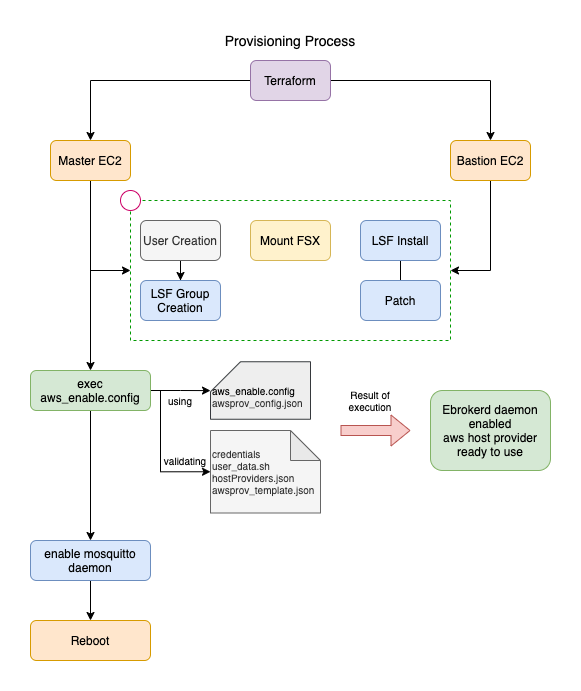 Provisioning Process
Terraform
Master EC2
Bastion EC2
User Creation
Mount FSX
LSF Install
LSF Group
Creation
Patch
exec
aws_enable.config
using
aws_enable.config
awsprov_config.json
Result of
execution
Ebrokerd daemon
enabled
aws host provider
ready to use
validating
credentials
user_data.sh
hostProviders.json
awsprov_template.json
enable mosquitto
daemon
Reboot